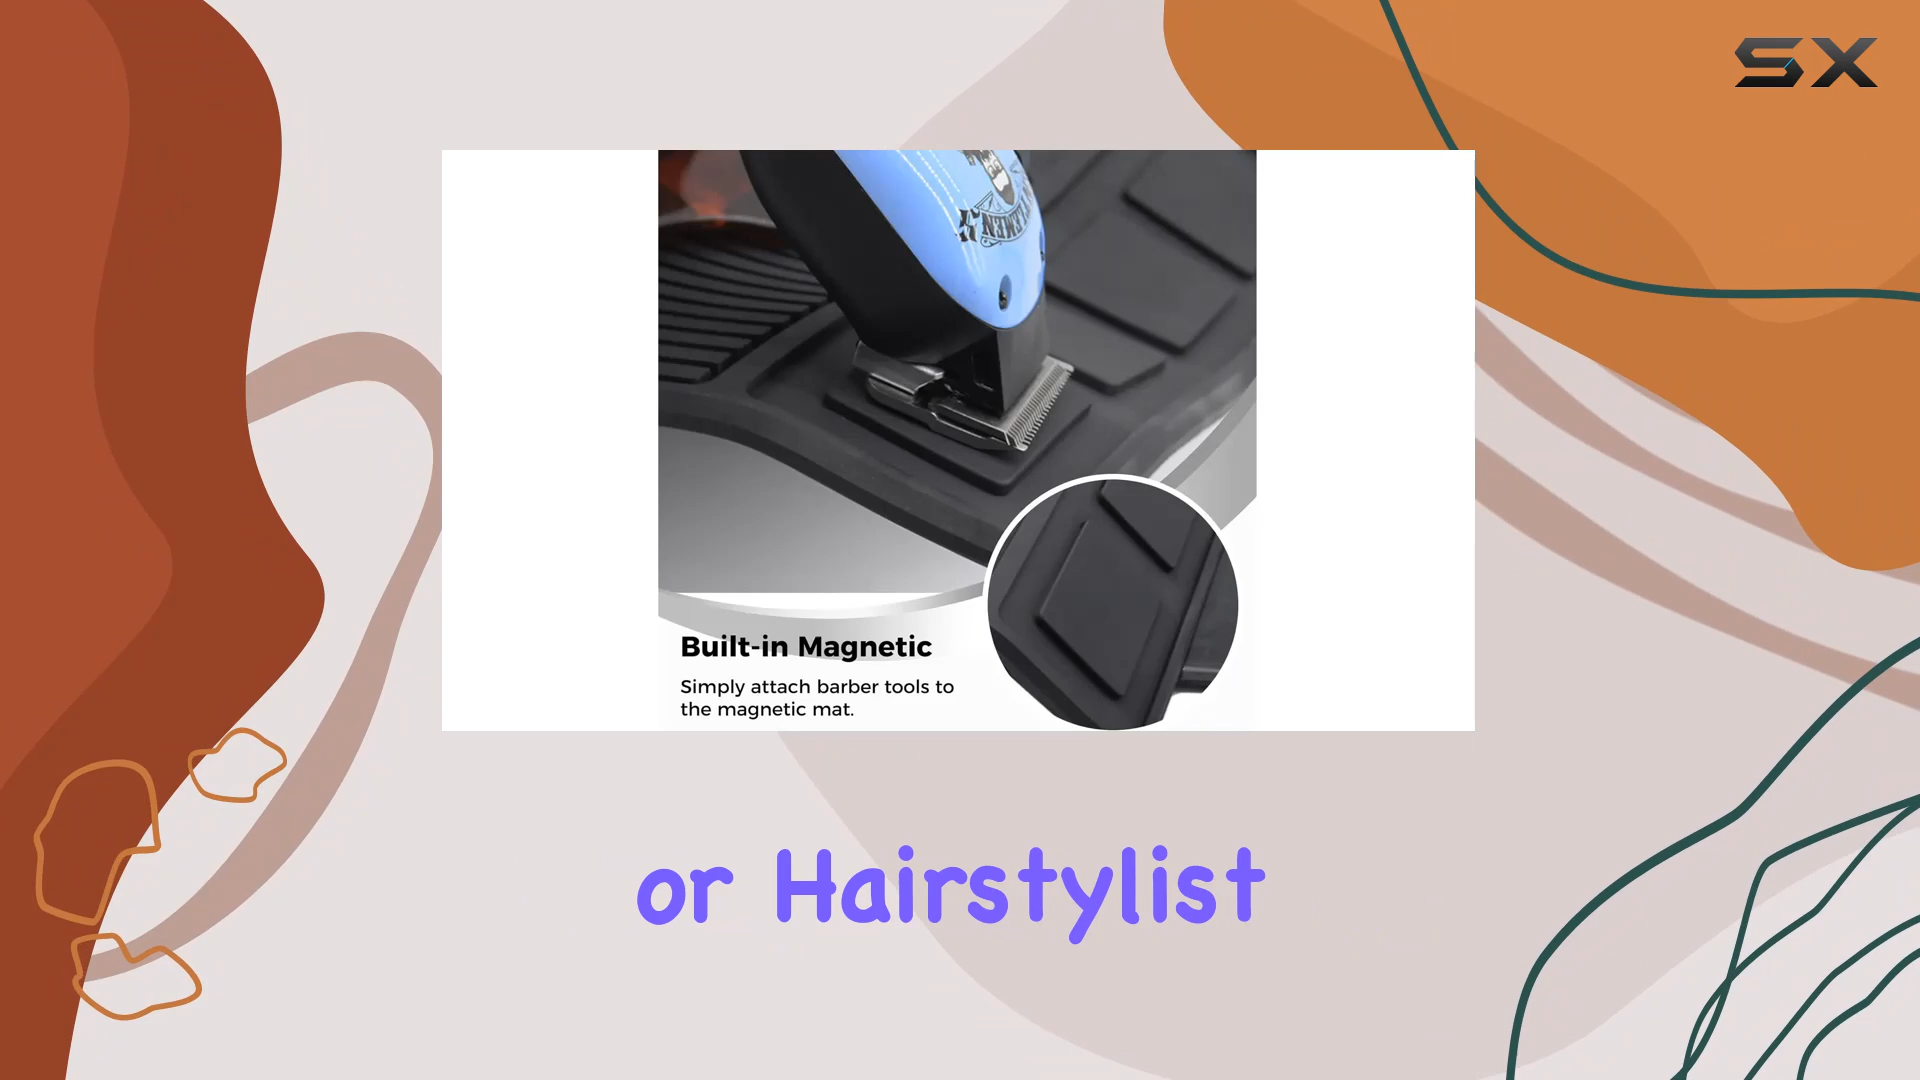 SX
Built-in Magnetic
Simply attach barber tools to
the magnetic mat.
or Hairstylist